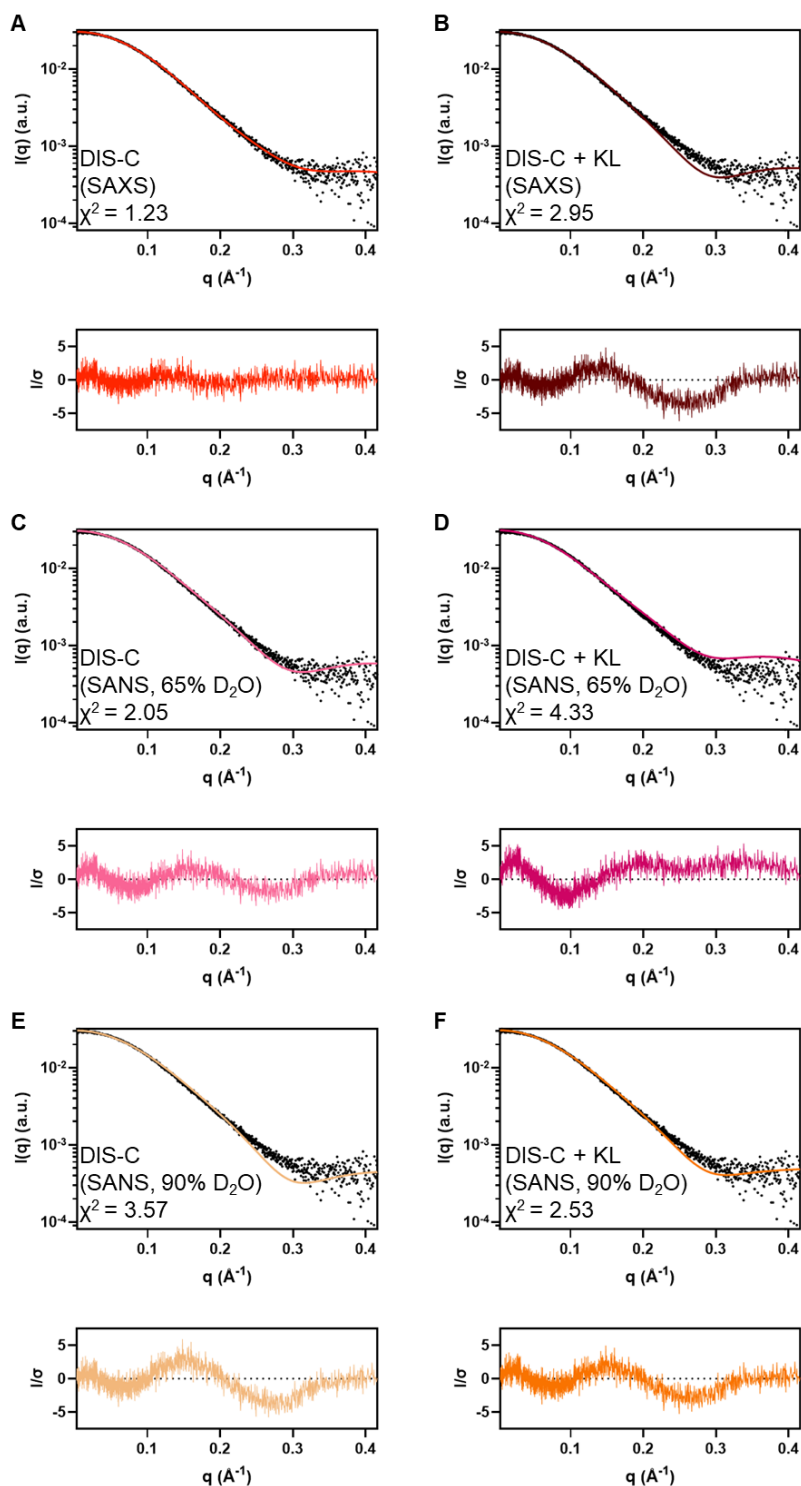 A
I(q) (a.u.)
10⁻²
10⁻³
10⁻⁴
DIS-C
(SAXS)
χ² = 1.23
0.1 0.2 0.3 0.4
q (Å⁻¹)
I/σ
5
0
-5
0.1 0.2 0.3 0.4
q (Å⁻¹)
B
I(q) (a.u.)
10⁻²
10⁻³
10⁻⁴
DIS-C + KL
(SAXS)
χ² = 2.95
0.1 0.2 0.3 0.4
q (Å⁻¹)
I/σ
5
0
-5
0.1 0.2 0.3 0.4
q (Å⁻¹)
C
I(q) (a.u.)
10⁻²
10⁻³
10⁻⁴
DIS-C
(SANS, 65% D₂O)
χ² = 2.05
0.1 0.2 0.3 0.4
q (Å⁻¹)
I/σ
5
0
-5
0.1 0.2 0.3 0.4
q (Å⁻¹)
D
I(q) (a.u.)
10⁻²
10⁻³
10⁻⁴
DIS-C + KL
(SANS, 65% D₂O)
χ² = 4.33
0.1 0.2 0.3 0.4
q (Å⁻¹)
I/σ
5
0
-5
0.1 0.2 0.3 0.4
q (Å⁻¹)
E
I(q) (a.u.)
10⁻²
10⁻³
10⁻⁴
DIS-C
(SANS, 90% D₂O)
χ² = 3.57
0.1 0.2 0.3 0.4
q (Å⁻¹)
I/σ
5
0
-5
0.1 0.2 0.3 0.4
q (Å⁻¹)
F
I(q) (a.u.)
10⁻²
10⁻³
10⁻⁴
DIS-C + KL
(SANS, 90% D₂O)
χ² = 2.53
0.1 0.2 0.3 0.4
q (Å⁻¹)
I/σ
5
0
-5
0.1 0.2 0.3 0.4
q (Å⁻¹)